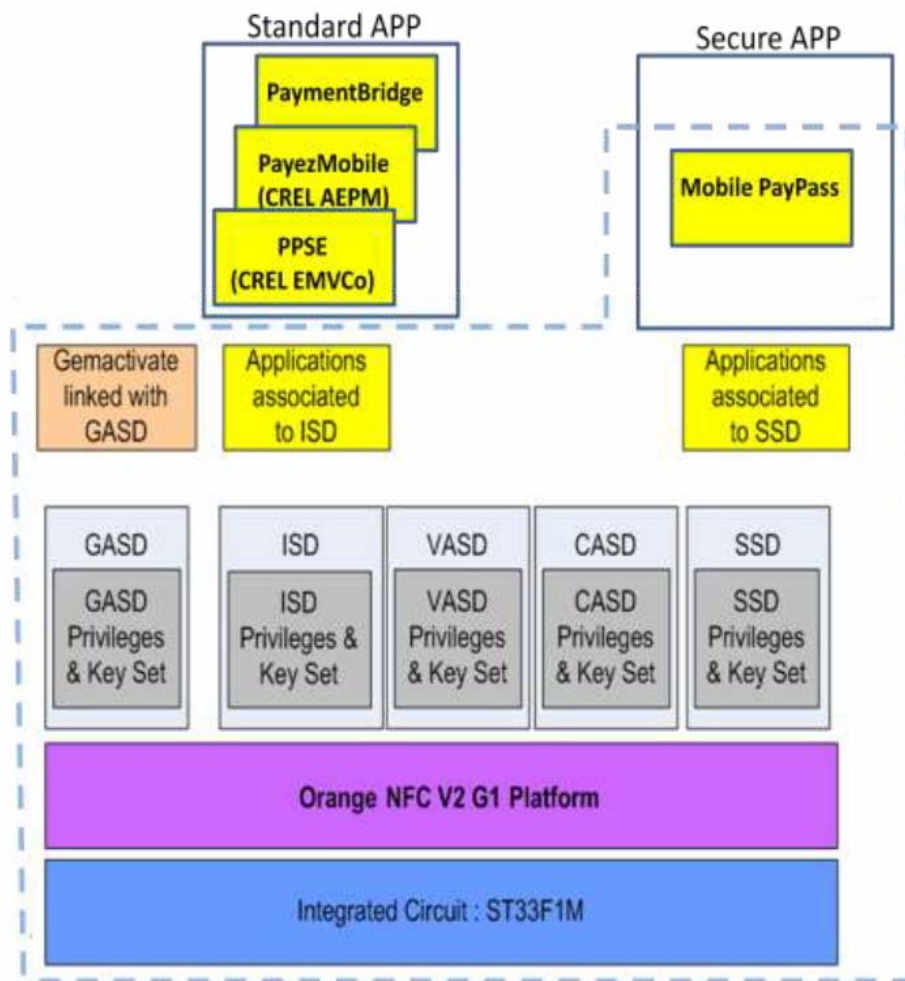 Standard APP
Secure APP
PaymentBridge
PayezMobile
(CREL AEPM)
PPSE
(CREL EMVCo)
Mobile PayPass
Gemactivate
linked with
GASD
Applications
associated
to ISD
Applications
associated
to SSD
GASD
GASD
Privileges
& Key Set
ISD
ISD
Privileges &
Key Set
VASD
VASD
Privileges
& Key Set
CASD
CASD
Privileges
& Key Set
SSD
SSD
Privileges
& Key Set
Orange NFC V2 G1 Platform
Integrated Circuit : ST33F1M